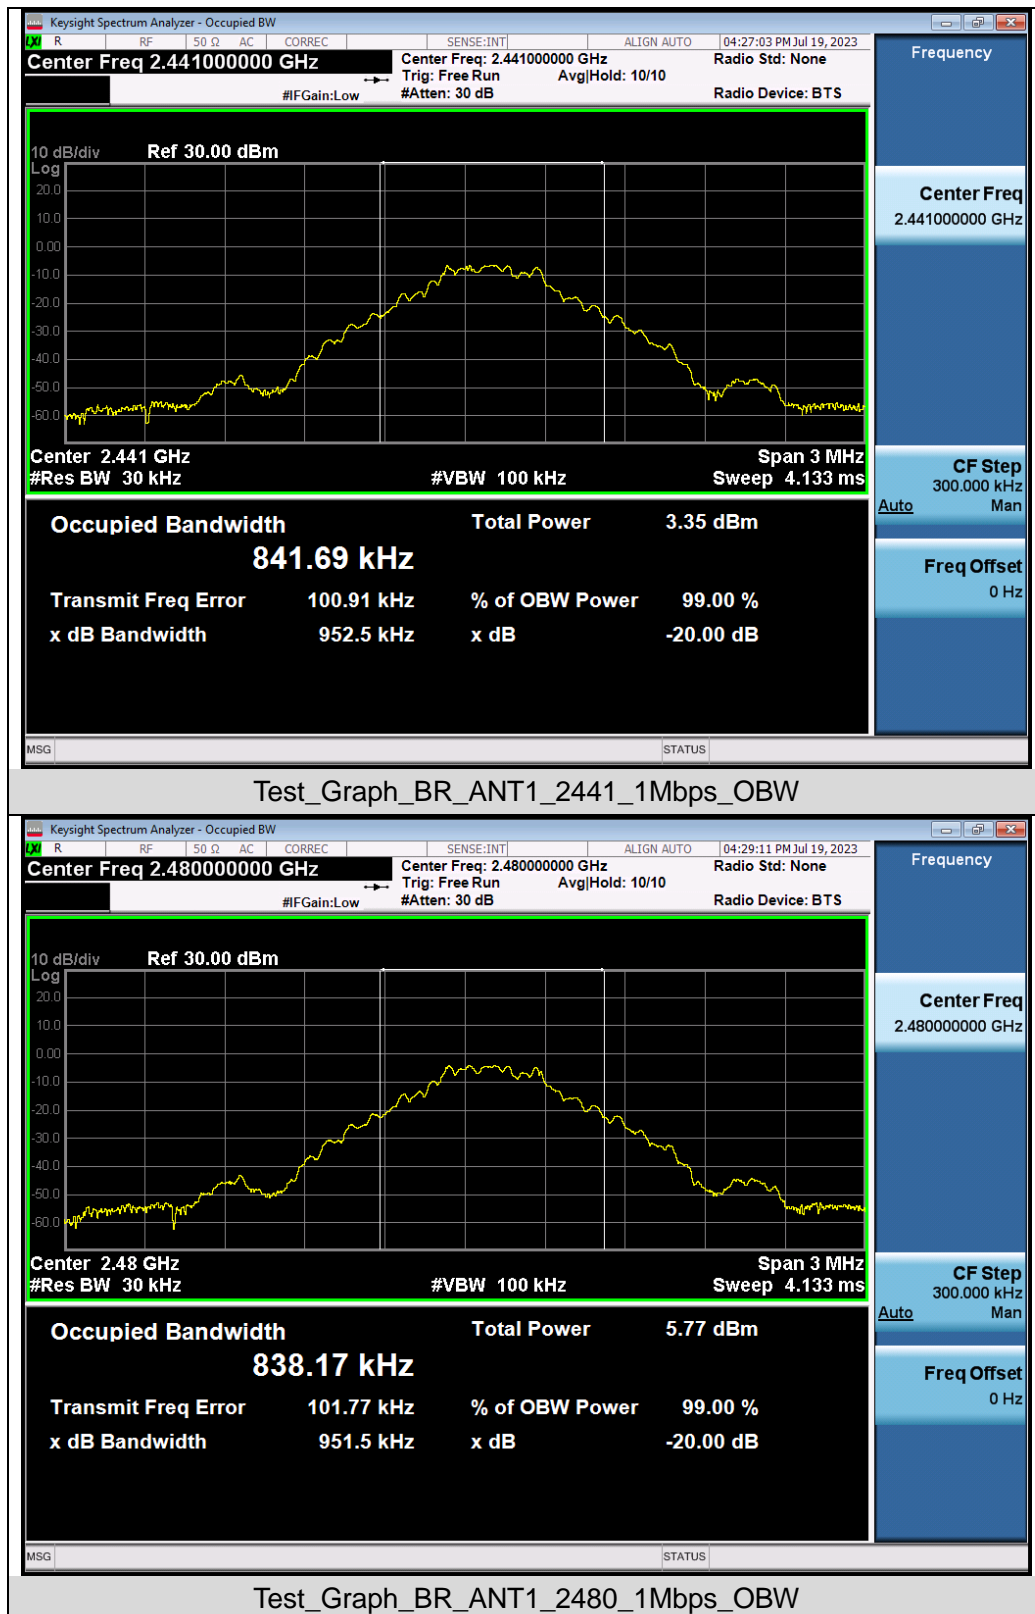 Keysight Spectrum Analyzer - Occupied BW
LXI R RF 50 Ω AC CORREC SENSE:INT ALIGN AUTO 04:27:03 PM Jul 19, 2023
Center Freq 2.441000000 GHz
Center Freq: 2.441000000 GHz
Radio Std: None
Trig: Free Run Avg|Hold: 10/10
#IFGain:Low
#Atten: 30 dB
Radio Device: BTS
Frequency
10 dB/div Ref 30.00 dBm
Log
20.0
10.0
0.00
-10.0
-20.0
-30.0
-40.0
-50.0
-60.0
Center Freq
2.441000000 GHz
Center 2.441 GHz Span 3 MHz
#Res BW 30 kHz #VBW 100 kHz Sweep 4.133 ms
CF Step
300.000 kHz
Auto Man
Occupied Bandwidth Total Power 3.35 dBm
841.69 kHz
Transmit Freq Error 100.91 kHz % of OBW Power 99.00 %
x dB Bandwidth 952.5 kHz x dB -20.00 dB
Freq Offset
0 Hz
MSG STATUS
Test_Graph_BR_ANT1_2441_1Mbps_OBW
Keysight Spectrum Analyzer - Occupied BW
LXI R RF 50 Ω AC CORREC SENSE:INT ALIGN AUTO 04:29:11 PM Jul 19, 2023
Center Freq 2.480000000 GHz
Center Freq: 2.480000000 GHz
Radio Std: None
Trig: Free Run Avg|Hold: 10/10
#IFGain:Low
#Atten: 30 dB
Radio Device: BTS
Frequency
10 dB/div Ref 30.00 dBm
Log
20.0
10.0
0.00
-10.0
-20.0
-30.0
-40.0
-50.0
-60.0
Center Freq
2.480000000 GHz
Center 2.48 GHz Span 3 MHz
#Res BW 30 kHz #VBW 100 kHz Sweep 4.133 ms
CF Step
300.000 kHz
Auto Man
Occupied Bandwidth Total Power 5.77 dBm
838.17 kHz
Transmit Freq Error 101.77 kHz % of OBW Power 99.00 %
x dB Bandwidth 951.5 kHz x dB -20.00 dB
Freq Offset
0 Hz
MSG STATUS
Test_Graph_BR_ANT1_2480_1Mbps_OBW